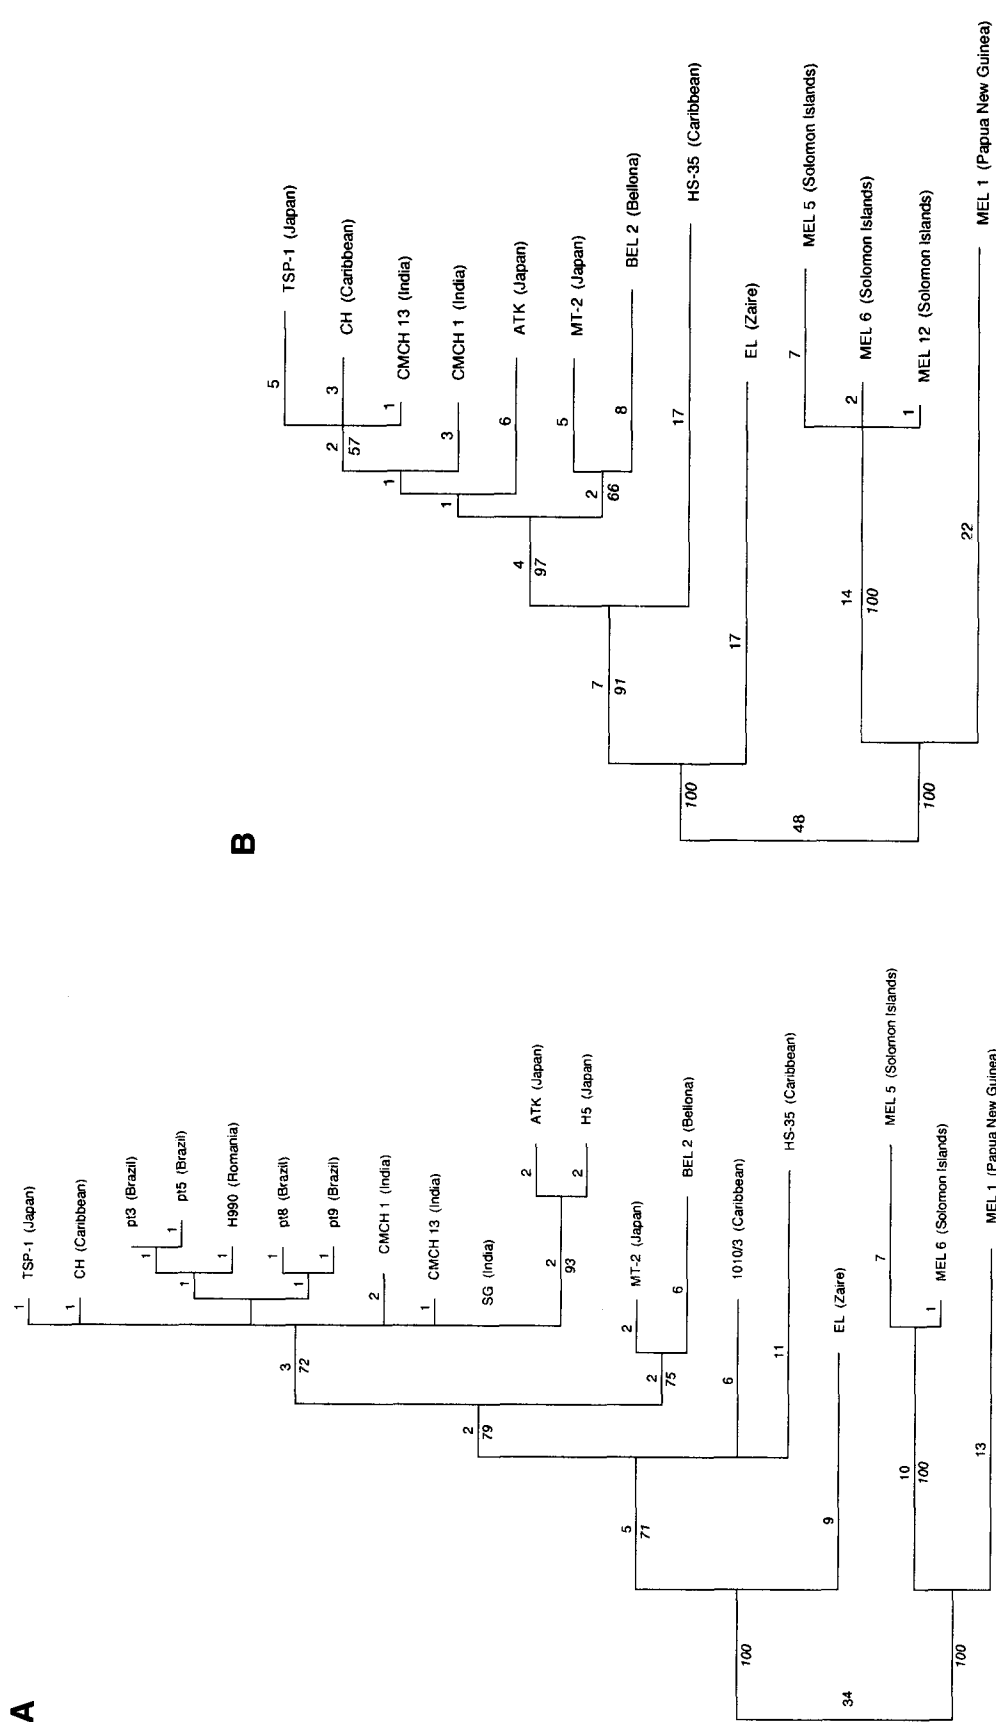 A
TSP-1 (Japan)
1
CH (Caribbean)
1
pt3 (Brazil)
pt5 (Brazil)
1
1
H990 (Romania)
1
1
pt8 (Brazil)
1
pt9 (Brazil)
1
1
CMCH 1 (India)
2
CMCH 13 (India)
1
SG (India)
ATK (Japan)
2
H5 (Japan)
2
2
93
3
72
MT-2 (Japan)
2
BEL 2 (Bellona)
6
2
75
2
79
1010/3 (Caribbean)
6
HS-35 (Caribbean)
11
5
71
EL (Zaire)
9
100
34
MEL 5 (Solomon Islands)
7
MEL 6 (Solomon Islands)
1
10
100
MEL 1 (Papua New Guinea)
13
100
B
TSP-1 (Japan)
5
CH (Caribbean)
3
CMCH 13 (India)
1
2
57
CMCH 1 (India)
3
1
ATK (Japan)
6
1
MT-2 (Japan)
5
BEL 2 (Bellona)
8
2
66
4
97
HS-35 (Caribbean)
17
7
91
EL (Zaire)
17
100
48
MEL 5 (Solomon Islands)
7
MEL 6 (Solomon Islands)
2
MEL 12 (Solomon Islands)
1
14
100
MEL 1 (Papua New Guinea)
22
100